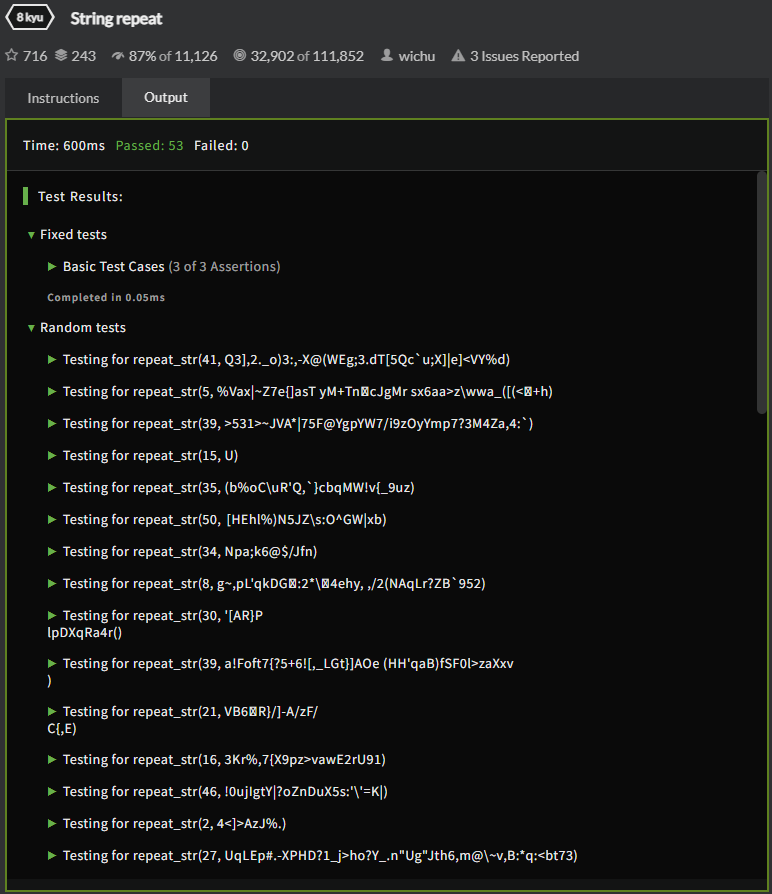 8 kyu String repeat
716 243 87% of 11,126 32,902 of 111,852 wichu 3 Issues Reported
Instructions Output
Time: 600ms Passed: 53 Failed: 0
Test Results:
Fixed tests
Basic Test Cases (3 of 3 Assertions)
Completed in 0.05ms
Random tests
Testing for repeat_str(41, Q3],2._o)3:,-X@(WEg;3.dT[5Qc`u;X]|e]<VY%d)
Testing for repeat_str(5, %Vax|~Z7e{]asT yM+Tn�cJgMr sx6aa>z\wwa_([(<�+h)
Testing for repeat_str(39, >531>~JVA*|75F@YgpYW7/i9zOyYmp7?3M4Za,4:`)
Testing for repeat_str(15, U)
Testing for repeat_str(35, (b%oC\uR'Q,`}cbqMW!v{_9uz)
Testing for repeat_str(50, [HEhl%)N5JZ\s:O^GW|xb)
Testing for repeat_str(34, Npa;k6@$/Jfn)
Testing for repeat_str(8, g~,pL'qkDG�:2*\�4ehy, ,/2(NAqLr?ZB`952)
Testing for repeat_str(30, '[AR}P
lpDXqRa4r()
Testing for repeat_str(39, a!Foft7{?5+6![,_LGt}]AOe (HH'qaB)fSF0l>zaXxv
)
Testing for repeat_str(21, VB6�R}/]-A/zF/
C{,E)
Testing for repeat_str(16, 3Kr%,7{X9pz>vawE2rU91)
Testing for repeat_str(46, !0ujIgtY|?oZnDuX5s:'\'=K|)
Testing for repeat_str(2, 4<]>AzJ%.)
Testing for repeat_str(27, UqLEp#.-XPHD?1_j>ho?Y_.n"Ug"Jth6,m@\~v,B:*q:<bt73)